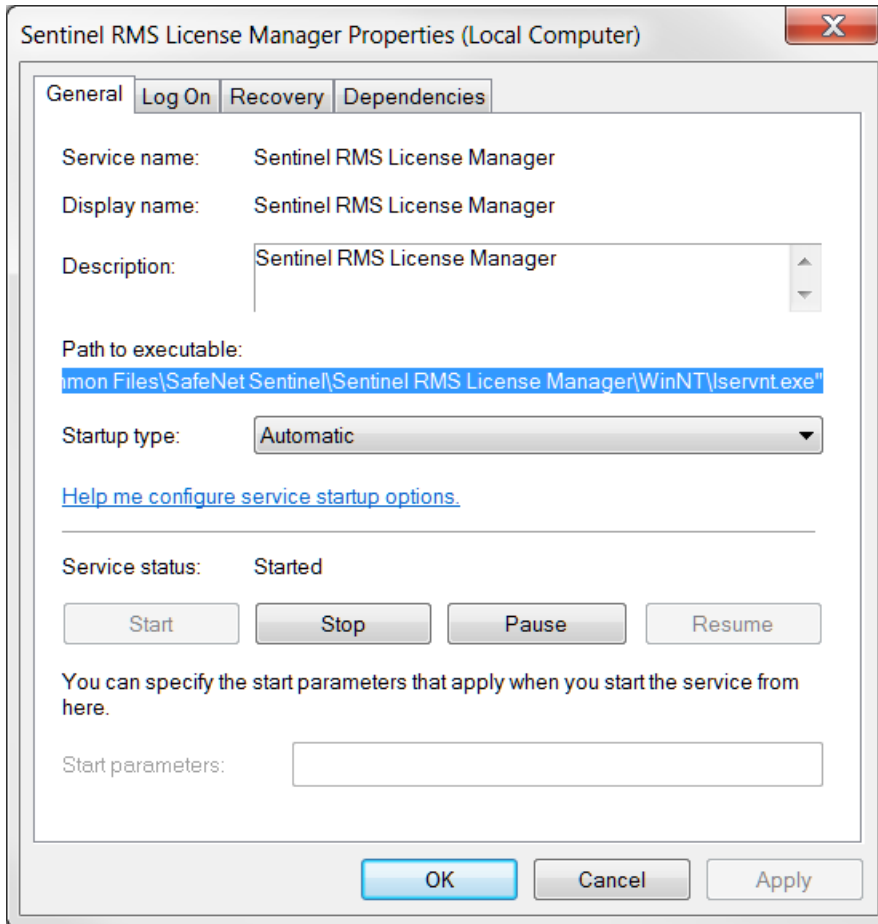 Sentinel RMS License Manager Properties (Local Computer)
General Log On Recovery Dependencies
Service name: Sentinel RMS License Manager
Display name: Sentinel RMS License Manager
Description: Sentinel RMS License Manager
Path to executable:
mon Files\SafeNet Sentinel\Sentinel RMS License Manager\WinNT\lservnt.exe"
Startup type: Automatic
Help me configure service startup options.
Service status: Started
Start Stop Pause Resume
You can specify the start parameters that apply when you start the service from
here.
Start parameters:
OK Cancel Apply